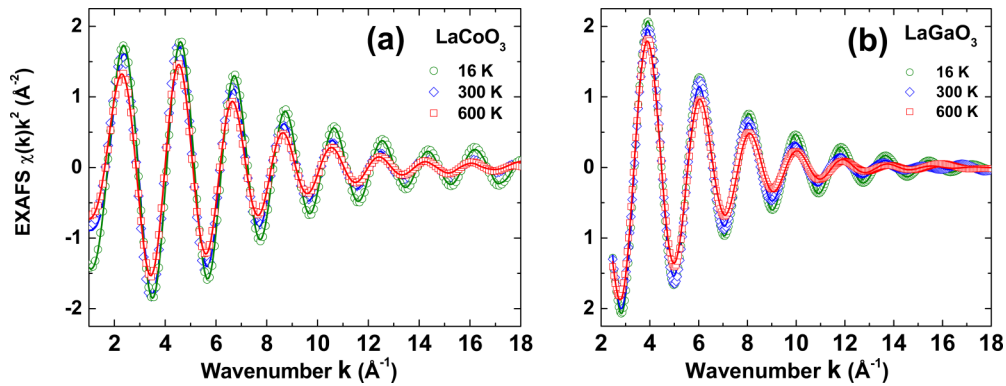 (a)
LaCoO₃
16 K
300 K
600 K
EXAFS χ(k)k² (Å⁻²)
2
1
0
-1
-2
2 4 6 8 10 12 14 16 18
Wavenumber k (Å⁻¹)
(b)
LaGaO₃
16 K
300 K
600 K
2
1
0
1
2
2 4 6 8 10 12 14 16 18
Wavenumber k (Å⁻¹)